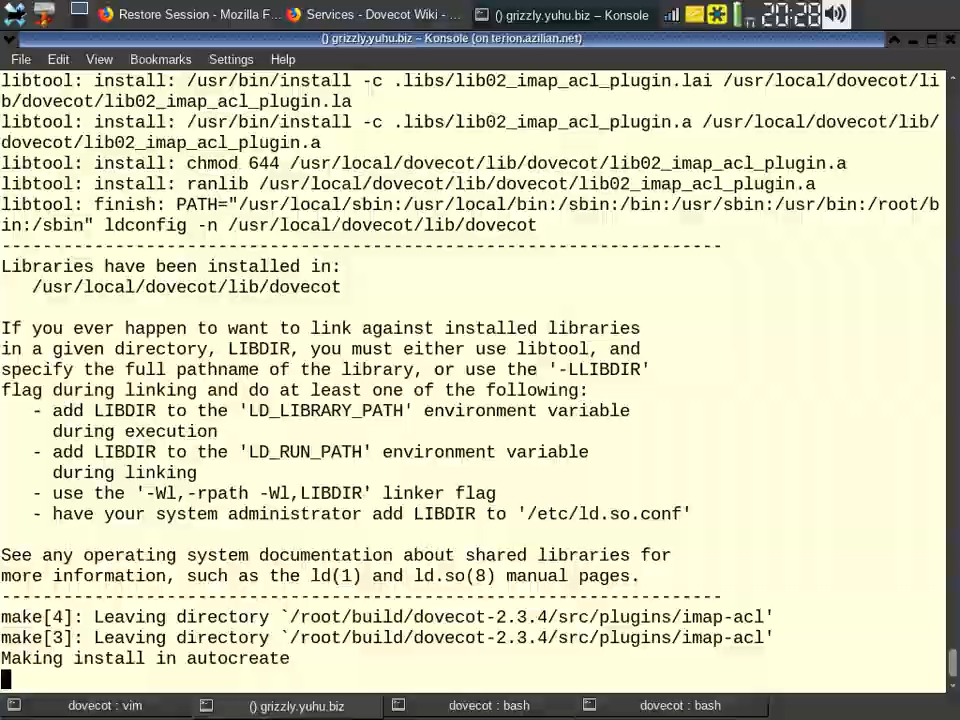 Restore Session - Mozilla F...
Services - Dovecot Wiki - ...
() grizzly.yuhu.biz – Konsole
20:28
() grizzly.yuhu.biz – Konsole (on terion.azilian.net)
File Edit View Bookmarks Settings Help
libtool: install: /usr/bin/install -c .libs/lib02_imap_acl_plugin.lai /usr/local/dovecot/li
b/dovecot/lib02_imap_acl_plugin.la
libtool: install: /usr/bin/install -c .libs/lib02_imap_acl_plugin.a /usr/local/dovecot/lib/
dovecot/lib02_imap_acl_plugin.a
libtool: install: chmod 644 /usr/local/dovecot/lib/dovecot/lib02_imap_acl_plugin.a
libtool: install: ranlib /usr/local/dovecot/lib/dovecot/lib02_imap_acl_plugin.a
libtool: finish: PATH="/usr/local/sbin:/usr/local/bin:/sbin:/bin:/usr/sbin:/usr/bin:/root/b
in:/sbin" ldconfig -n /usr/local/dovecot/lib/dovecot
----------------------------------------------------------------------
Libraries have been installed in:
   /usr/local/dovecot/lib/dovecot

If you ever happen to want to link against installed libraries
in a given directory, LIBDIR, you must either use libtool, and
specify the full pathname of the library, or use the '-LLIBDIR'
flag during linking and do at least one of the following:
   - add LIBDIR to the 'LD_LIBRARY_PATH' environment variable
     during execution
   - add LIBDIR to the 'LD_RUN_PATH' environment variable
     during linking
   - use the '-Wl,-rpath -Wl,LIBDIR' linker flag
   - have your system administrator add LIBDIR to '/etc/ld.so.conf'

See any operating system documentation about shared libraries for
more information, such as the ld(1) and ld.so(8) manual pages.
----------------------------------------------------------------------
make[4]: Leaving directory `/root/build/dovecot-2.3.4/src/plugins/imap-acl'
make[3]: Leaving directory `/root/build/dovecot-2.3.4/src/plugins/imap-acl'
Making install in autocreate
dovecot : vim
() grizzly.yuhu.biz
dovecot : bash
dovecot : bash